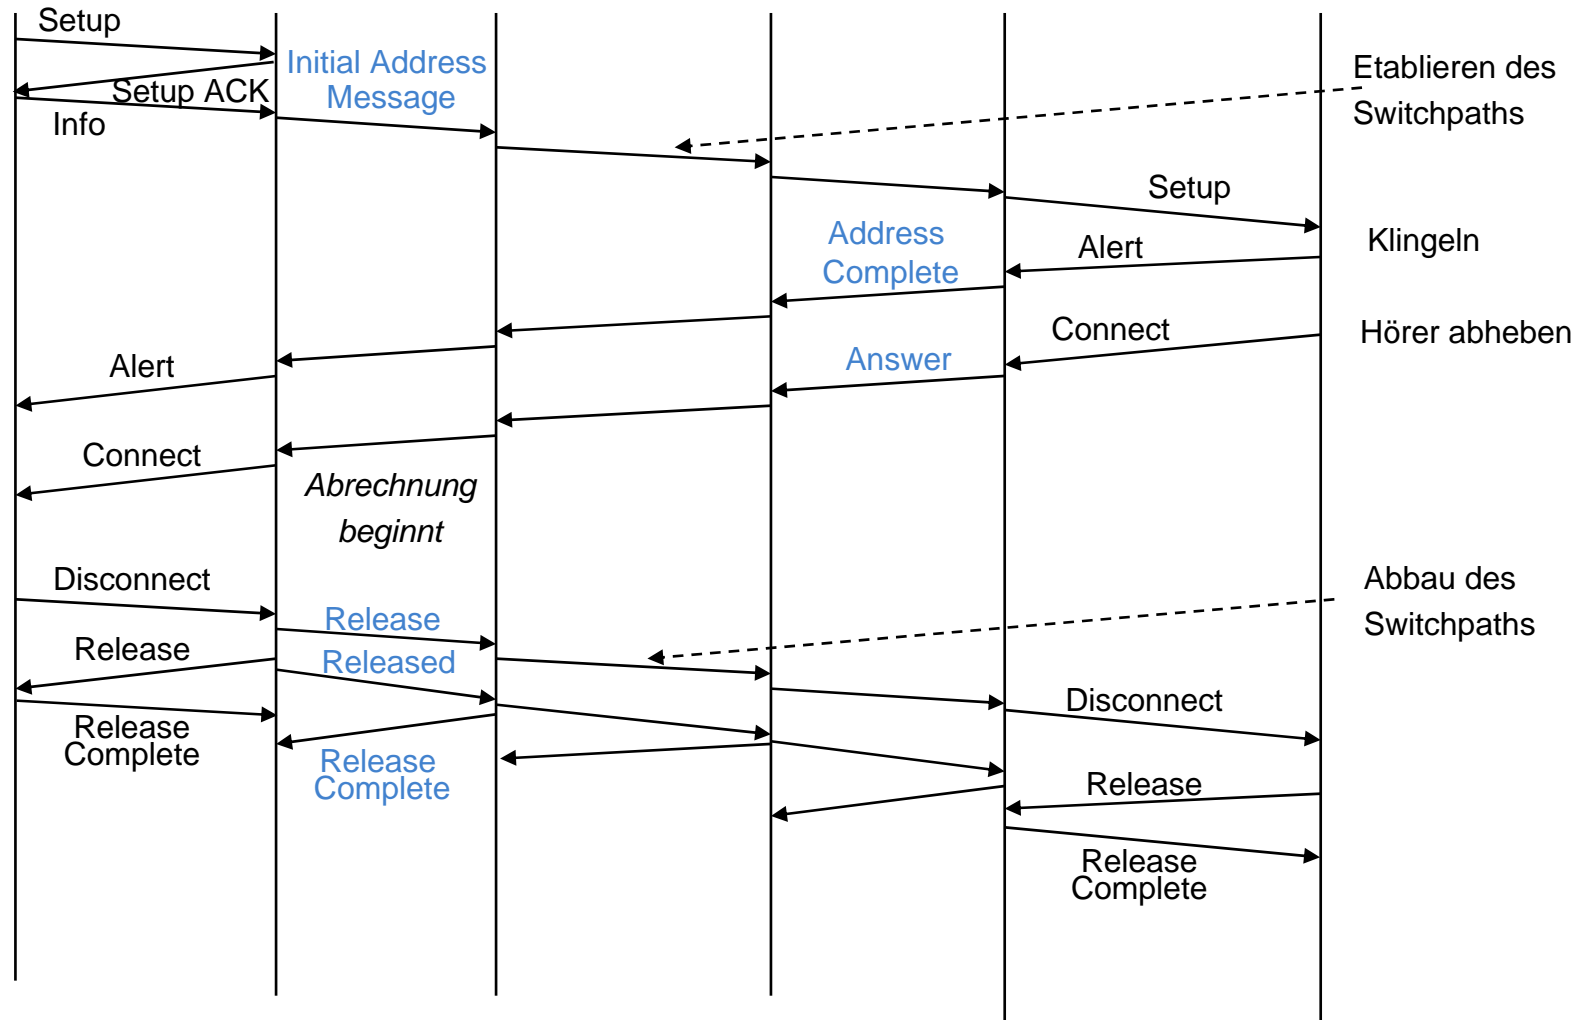 Setup
Initial Address
Message
Setup ACK
Info
Etablieren des
Switchpaths
Setup
Address
Complete
Alert
Klingeln
Connect
Hörer abheben
Answer
Alert
Connect
Abrechnung
beginnt
Disconnect
Release
Abbau des
Switchpaths
Release
Released
Disconnect
Release
Complete
Release
Complete
Release
Release
Complete